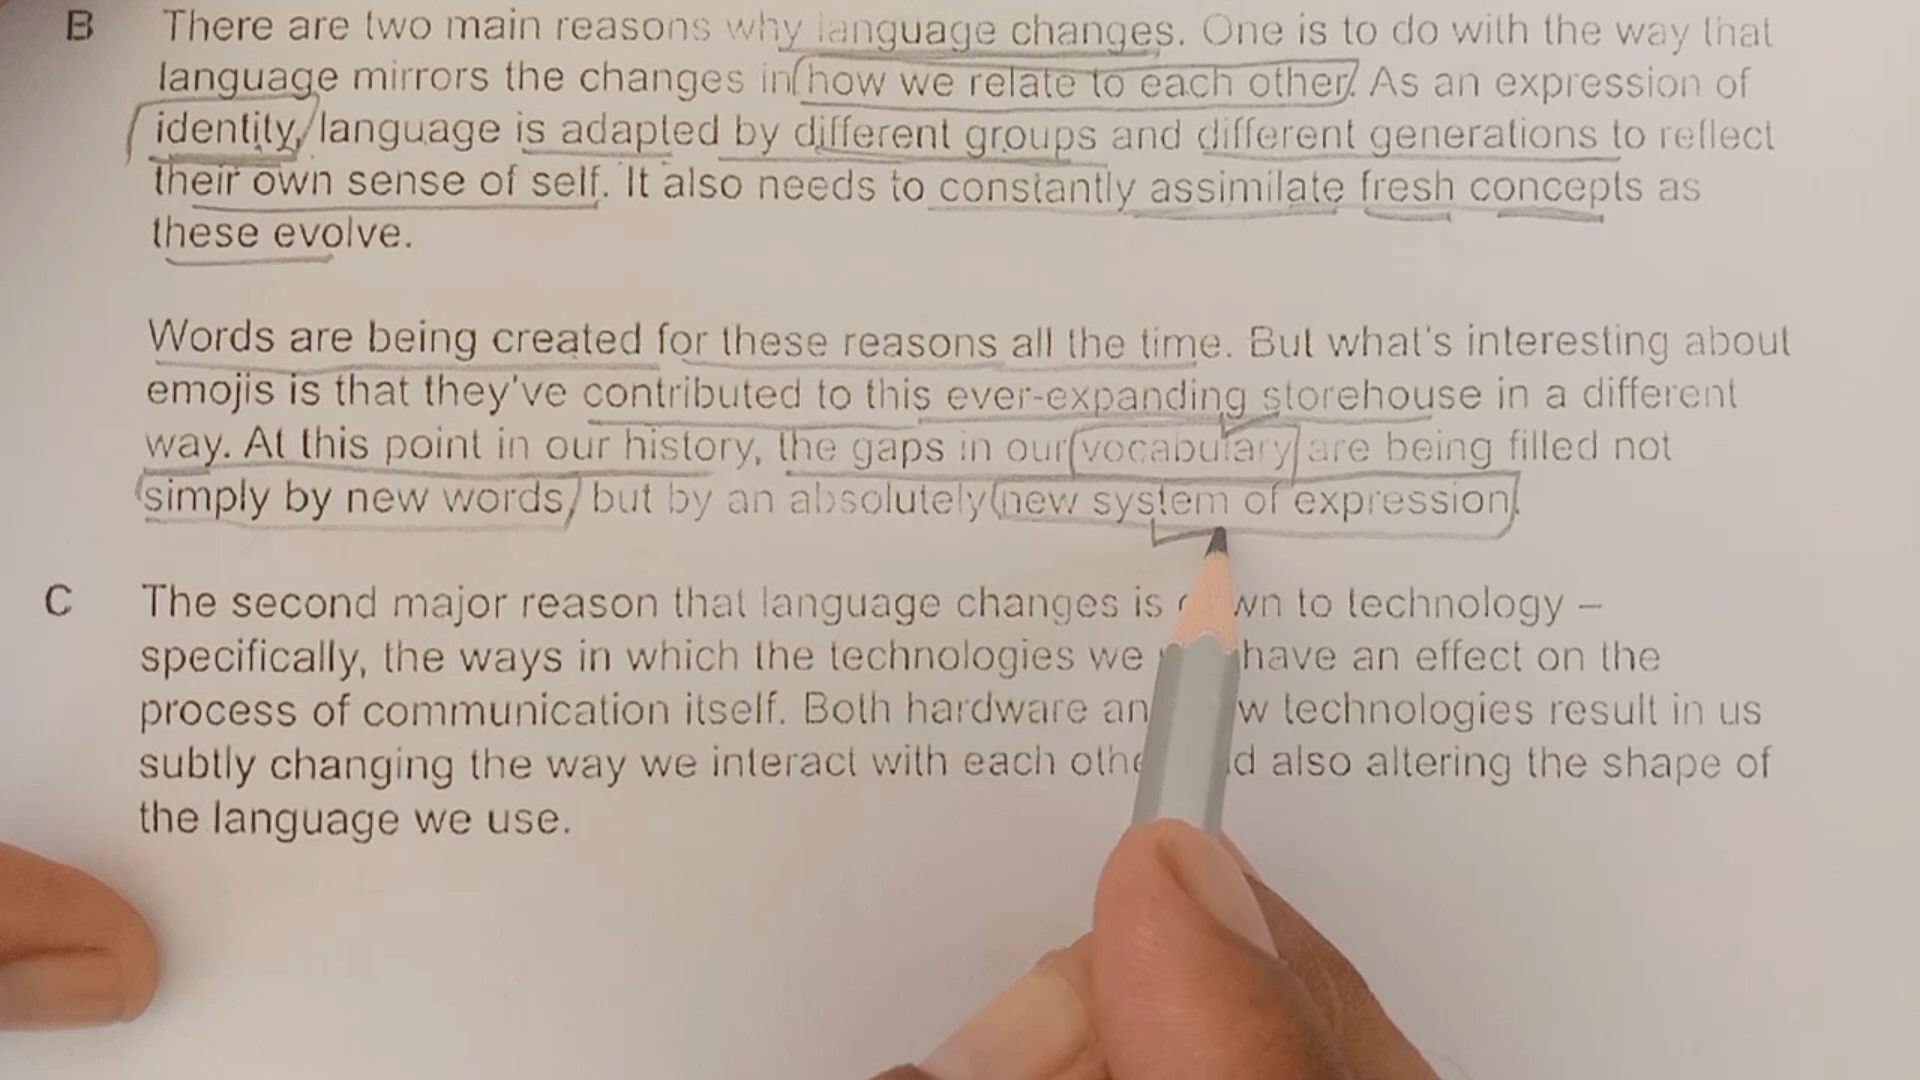 B There are two main reasons why language changes. One is to do with the way that
language mirrors the changes in how we relate to each other. As an expression of
identity, language is adapted by different groups and different generations to reflect
their own sense of self. It also needs to constantly assimilate fresh concepts as
these evolve.
Words are being created for these reasons all the time. But what's interesting about
emojis is that they've contributed to this ever-expanding storehouse in a different
way. At this point in our history, the gaps in our vocabulary are being filled not
simply by new words, but by an absolutely new system of expression.
C The second major reason that language changes is to technology –
specifically, the ways in which the technologies we have an effect on the
process of communication itself. Both hardware technologies result in us
subtly changing the way we interact with each also altering the shape of
the language we use.